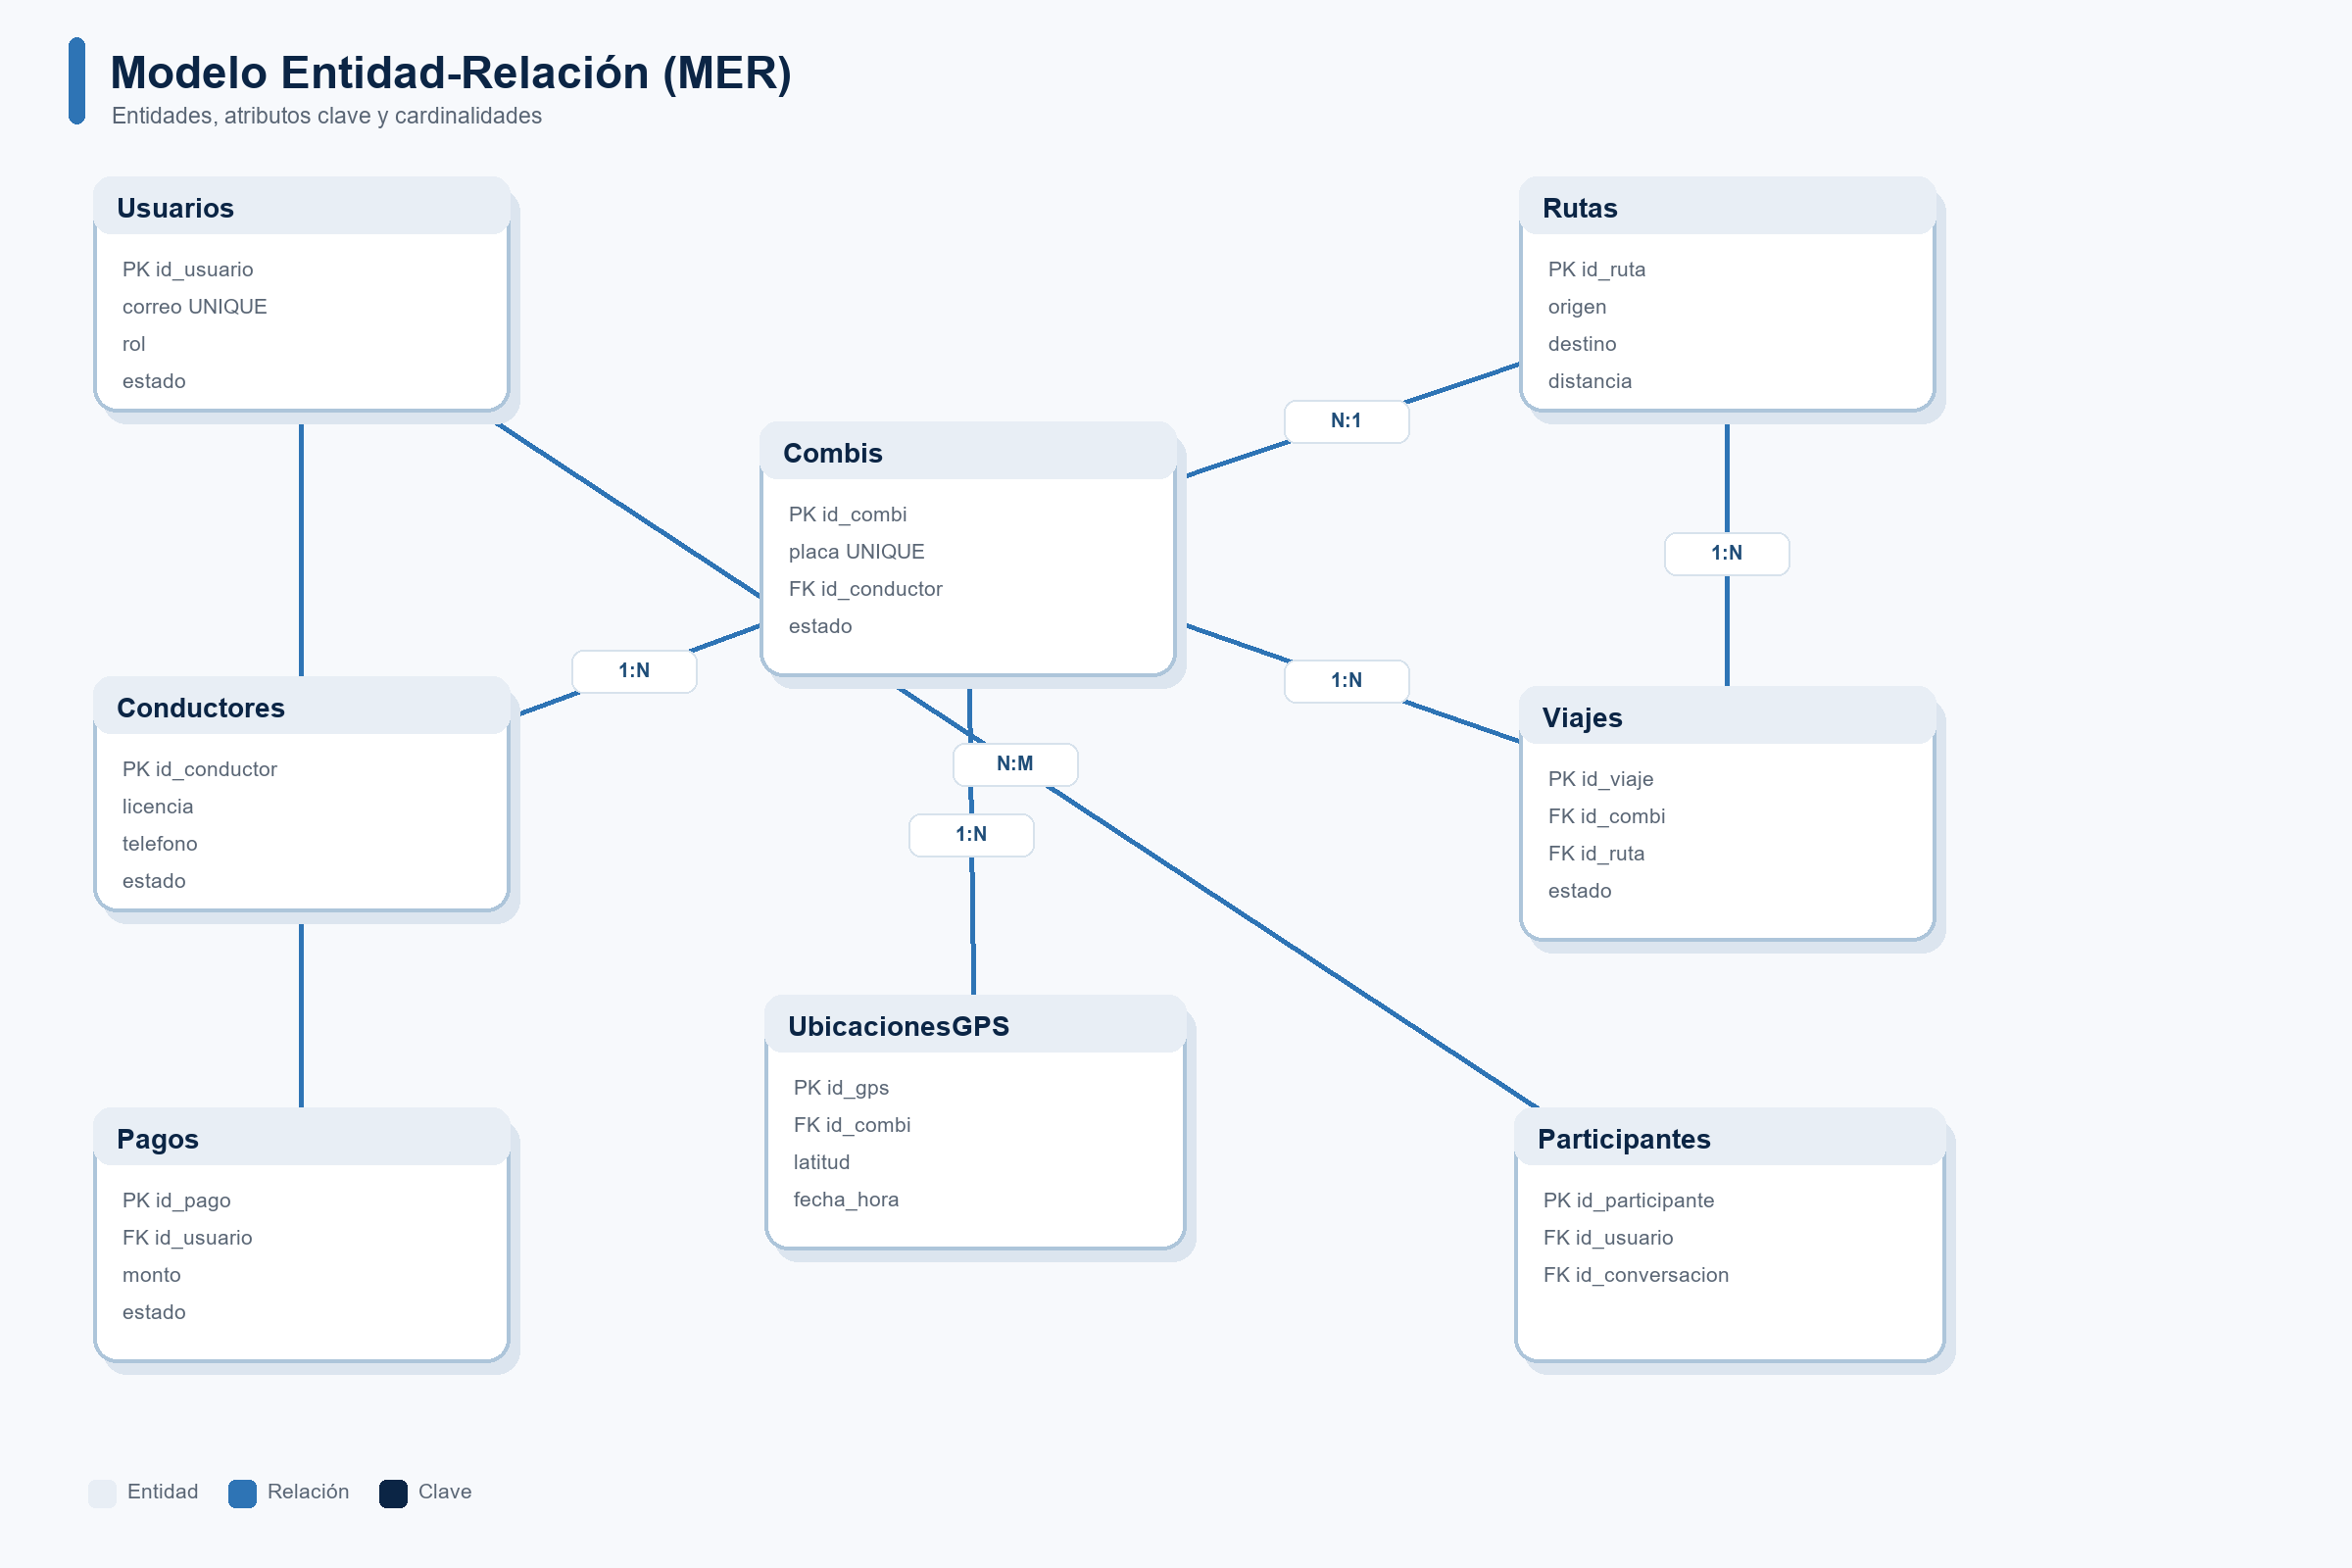 Modelo Entidad-Relación (MER)
Entidades, atributos clave y cardinalidades
Usuarios
PK id_usuario
correo UNIQUE
rol
estado
Rutas
PK id_ruta
origen
destino
distancia
N:1
Combis
PK id_combi
placa UNIQUE
FK id_conductor
estado
1:N
1:N
1:N
Conductores
PK id_conductor
licencia
telefono
estado
Viajes
PK id_viaje
FK id_combi
FK id_ruta
estado
N:M
1:N
UbicacionesGPS
PK id_gps
FK id_combi
latitud
fecha_hora
Pagos
PK id_pago
FK id_usuario
monto
estado
Participantes
PK id_participante
FK id_usuario
FK id_conversacion
Entidad
Relación
Clave